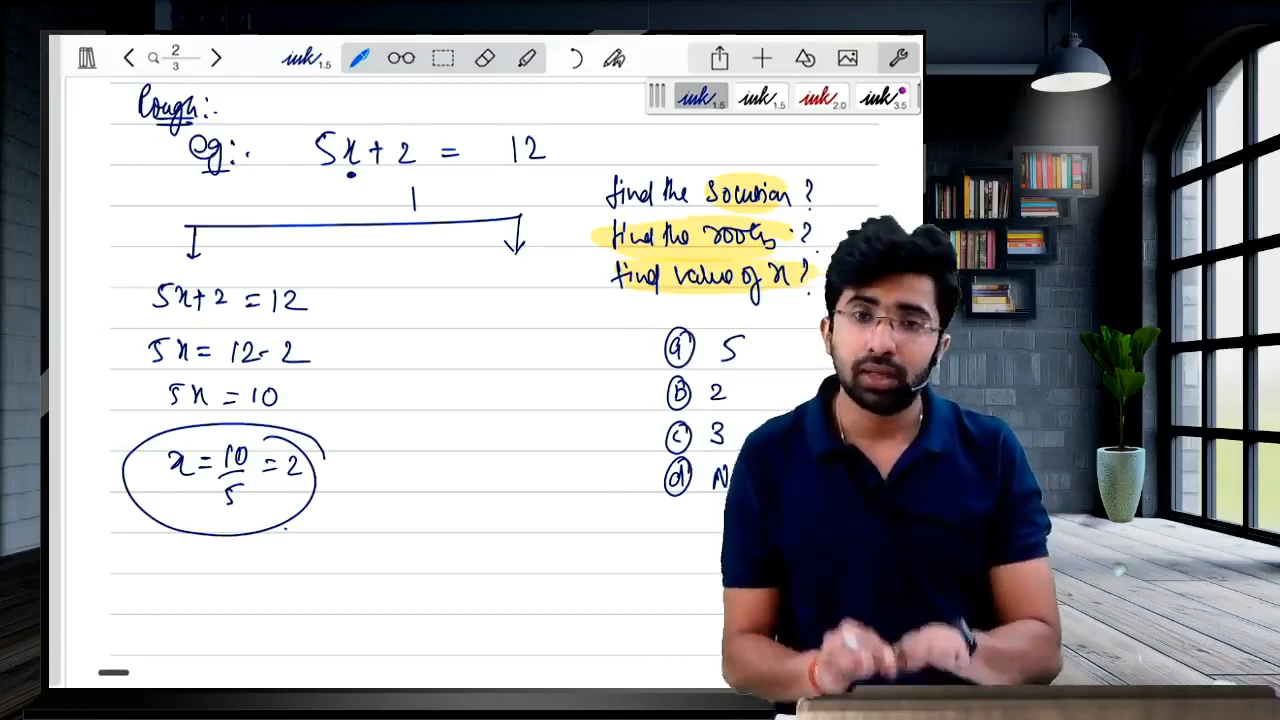 2
3
ink 1.5
ink 1.5
ink 1.5
ink 2.0
ink 3.5
Rough:-
eg:-
5x + 2 = 12
find the solution ?
find the roots ?
find value of x ?
5x+2 = 12
5x = 12-2
5x = 10
x = 10/5 = 2
(a) 5
(b) 2
(c) 3
(d) N